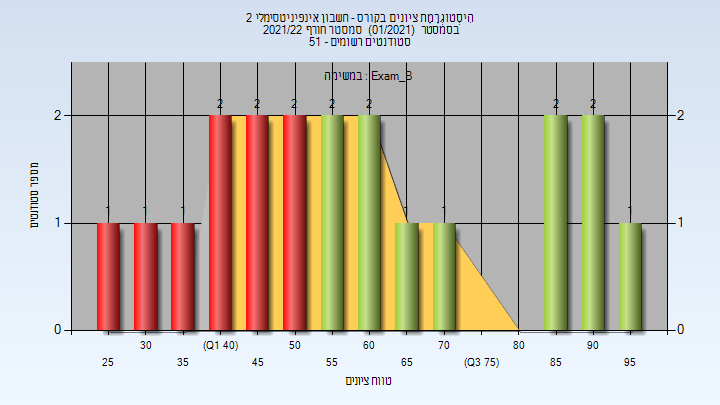 היסטוגרמת ציונים בקורס - חשבון אינפיניטסימלי 2
בסמסטר (01/2021) סמסטר חורף 2021/22
סטודנטים רשומים - 51
במשימה : Exam_B
2 2 2 2 2 2 2
1 1 1 1 1 1
2 2
1 1
0 0
מספר סטודנטים
30 (Q1 40) 50 60 70 80 90
25 35 45 55 65 (Q3 75) 85 95
טווח ציונים